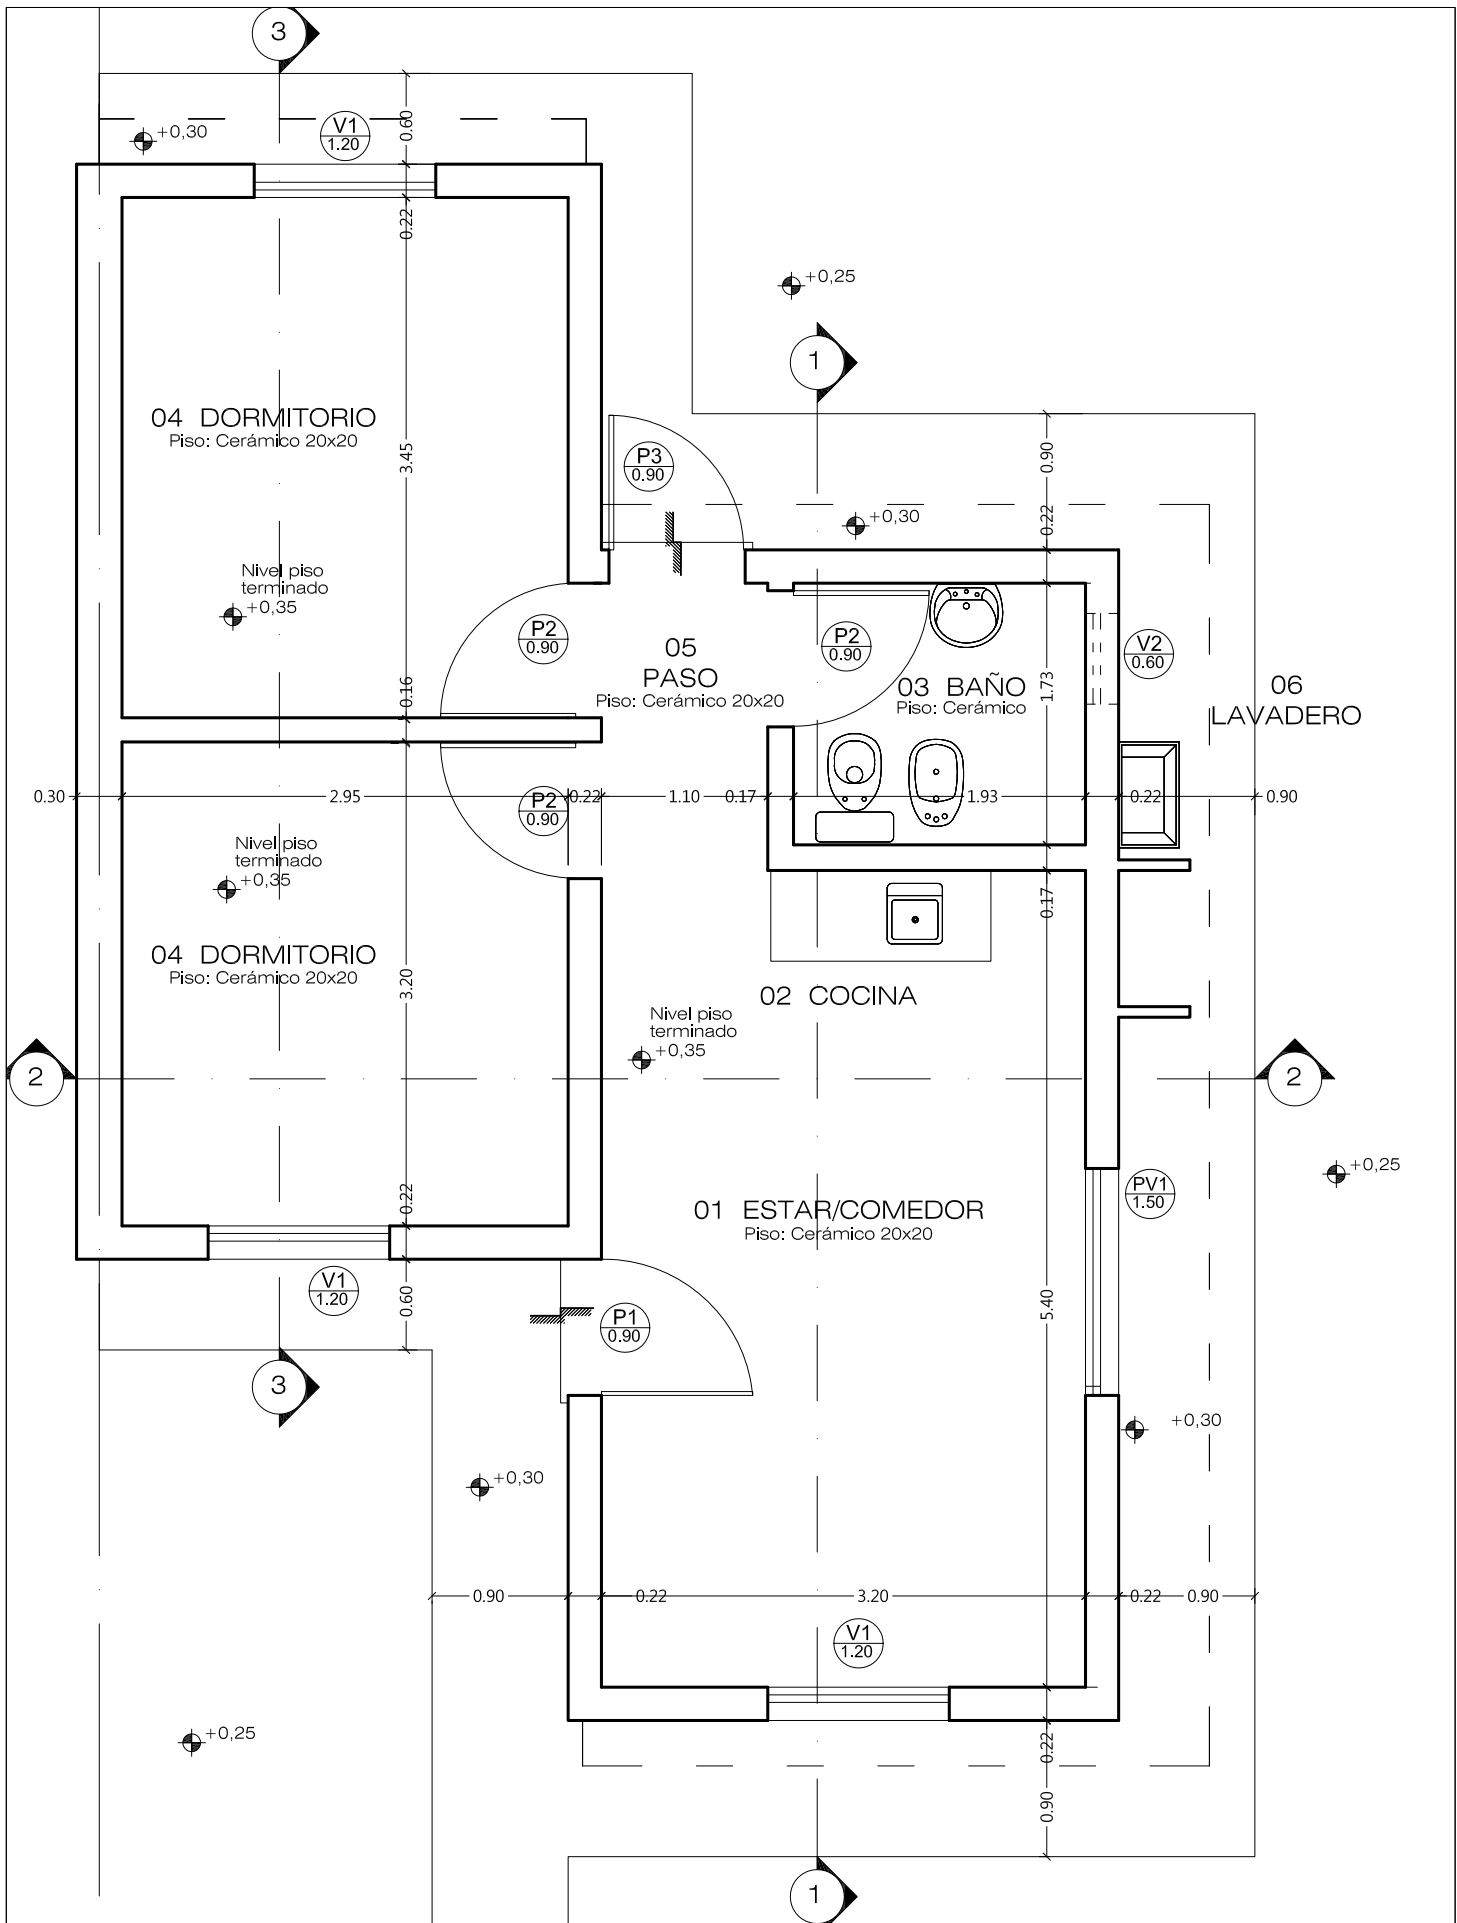 3
+0,30
V1
1.20
0.60
0.22
+0,25
1
04 DORMITORIO
Piso: Cerámico 20x20
3.45
P3
0.90
0.90
0.22
+0,30
Nivel piso
terminado
+0,35
P2
0.90
05
PASO
Piso: Cerámico 20x20
P2
0.90
03 BAÑO
Piso: Cerámico
1.73
V2
0.60
06
LAVADERO
0.16
0.30
2.95
0.22
P2
0.90
1.10
0.17
1.93
0.22
0.90
Nivel piso
terminado
+0,35
0.17
04 DORMITORIO
Piso: Cerámico 20x20
3.20
02 COCINA
Nivel piso
terminado
+0,35
2
2
+0,25
0.22
01 ESTAR/COMEDOR
Piso: Cerámico 20x20
PV1
1.50
V1
1.20
0.60
P1
0.90
5.40
3
+0,30
+0,30
0.90
0.22
3.20
0.22
0.90
V1
1.20
+0,25
0.22
0.90
1